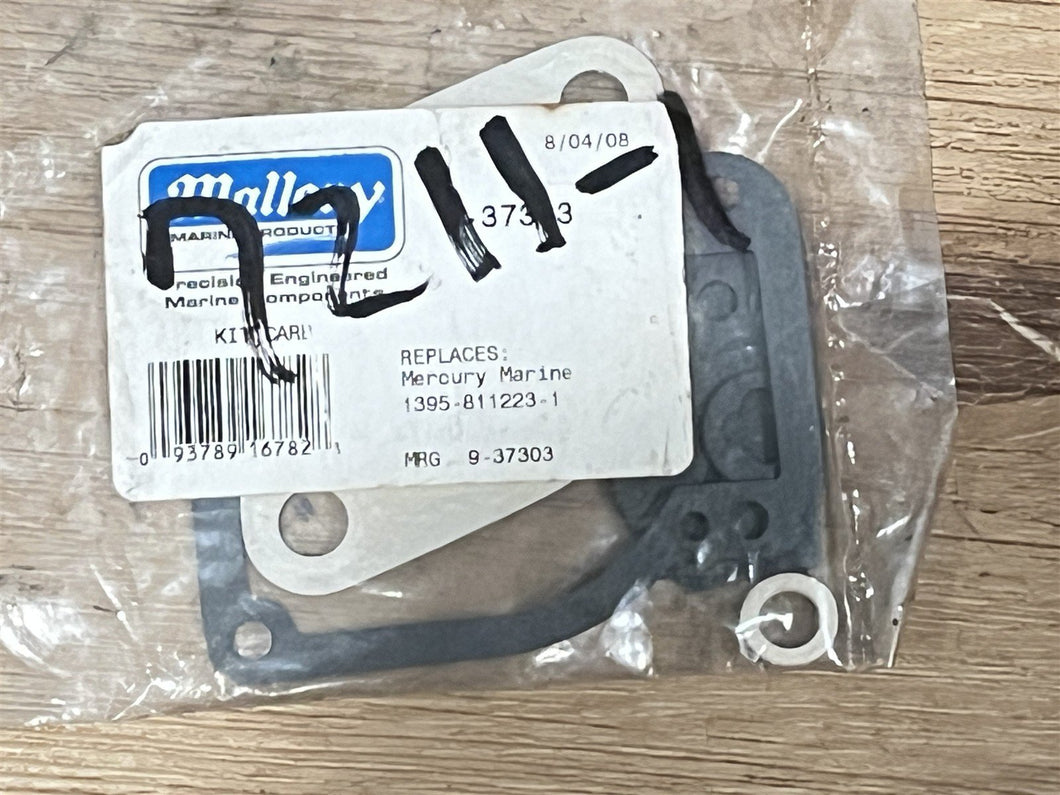 Mallory
8/04/08
MARINE PRODUCTS
Precision Engineered
Marine Components
7211-1
KIT CARB
REPLACES:
Mercury Marine
1395-811223-1
0 93789 16782
MRG 9-37303